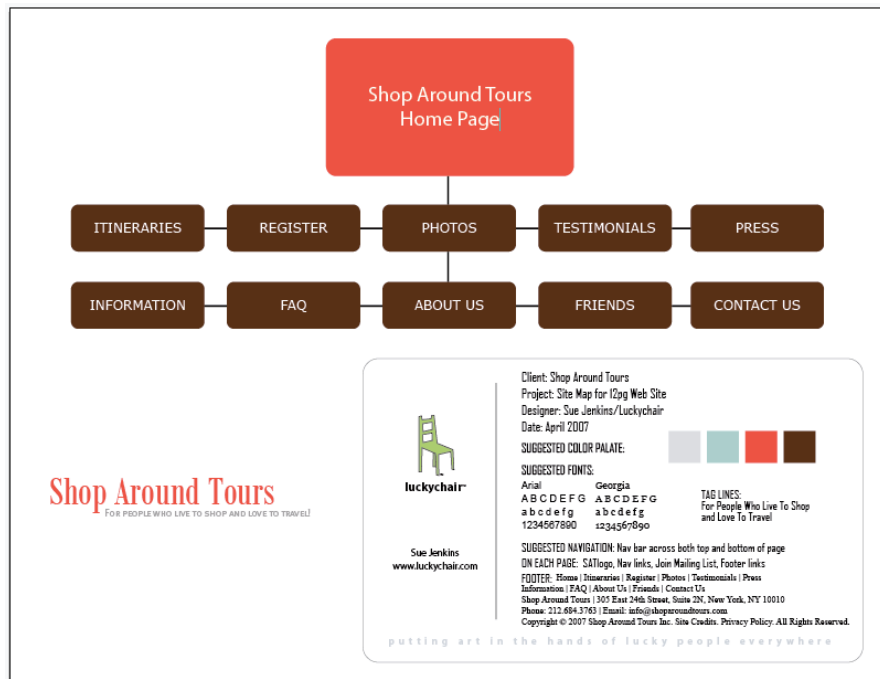 Shop Around Tours
Home Page
ITINERARIES
REGISTER
PHOTOS
TESTIMONIALS
PRESS
INFORMATION
FAQ
ABOUT US
FRIENDS
CONTACT US
Shop Around Tours
FOR PEOPLE WHO LIVE TO SHOP AND LOVE TO TRAVEL!
luckychair™
Sue Jenkins
www.luckychair.com
Client: Shop Around Tours
Project: Site Map for 12pg Web Site
Designer: Sue Jenkins/Luckychair
Date: April 2007
SUGGESTED COLOR PALATE:
SUGGESTED FONTS:
Arial
A B C D E F G
a b c d e f g
1234567890
Georgia
A B C D E F G
a b c d e f g
1234567890
TAG LINES:
For People Who Live To Shop
and Love To Travel
SUGGESTED NAVIGATION: Nav bar across both top and bottom of page
ON EACH PAGE: SATlogo, Nav links, Join Mailing List, Footer links
FOOTER: Home | Itineraries | Register | Photos | Testimonials | Press
Information | FAQ | About Us | Friends | Contact Us
Shop Around Tours | 305 East 24th Street, Suite 2N, New York, NY 10010
Phone: 212.684.3763 | Email: info@shoparoundtours.com
Copyright © 2007 Shop Around Tours Inc. Site Credits. Privacy Policy. All Rights Reserved.
putting art in the hands of lucky people everywhere